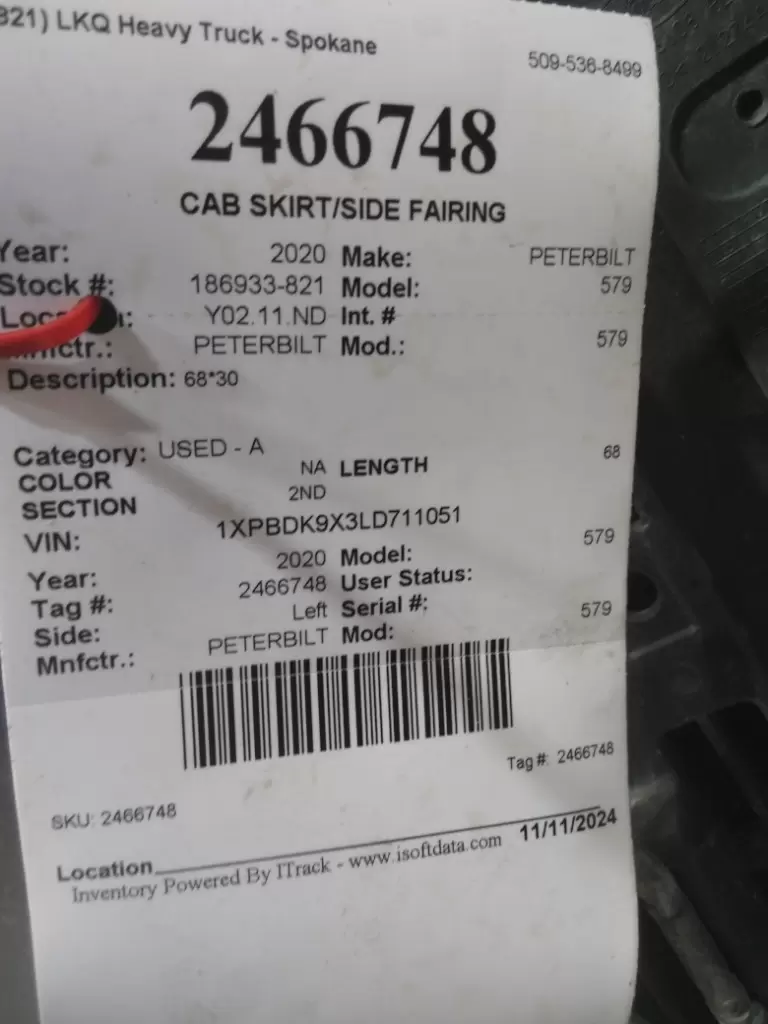 821) LKQ Heavy Truck - Spokane
509-536-8499
2466748
CAB SKIRT/SIDE FAIRING
Year: 2020 Make: PETERBILT
Stock #: 186933-821 Model: 579
Y02.11.ND Int. #
Mnfctr.: PETERBILT Mod.: 579
Description: 68*30
Category: USED - A
COLOR NA LENGTH 68
SECTION 2ND
VIN: 1XPBDK9X3LD711051
Year: 2020 Model: 579
Tag #: 2466748 User Status:
Side: Left Serial #:
Mnfctr.: PETERBILT Mod: 579
Tag #: 2466748
SKU: 2466748
Location
Inventory Powered By ITrack - www.isoftdata.com 11/11/2024